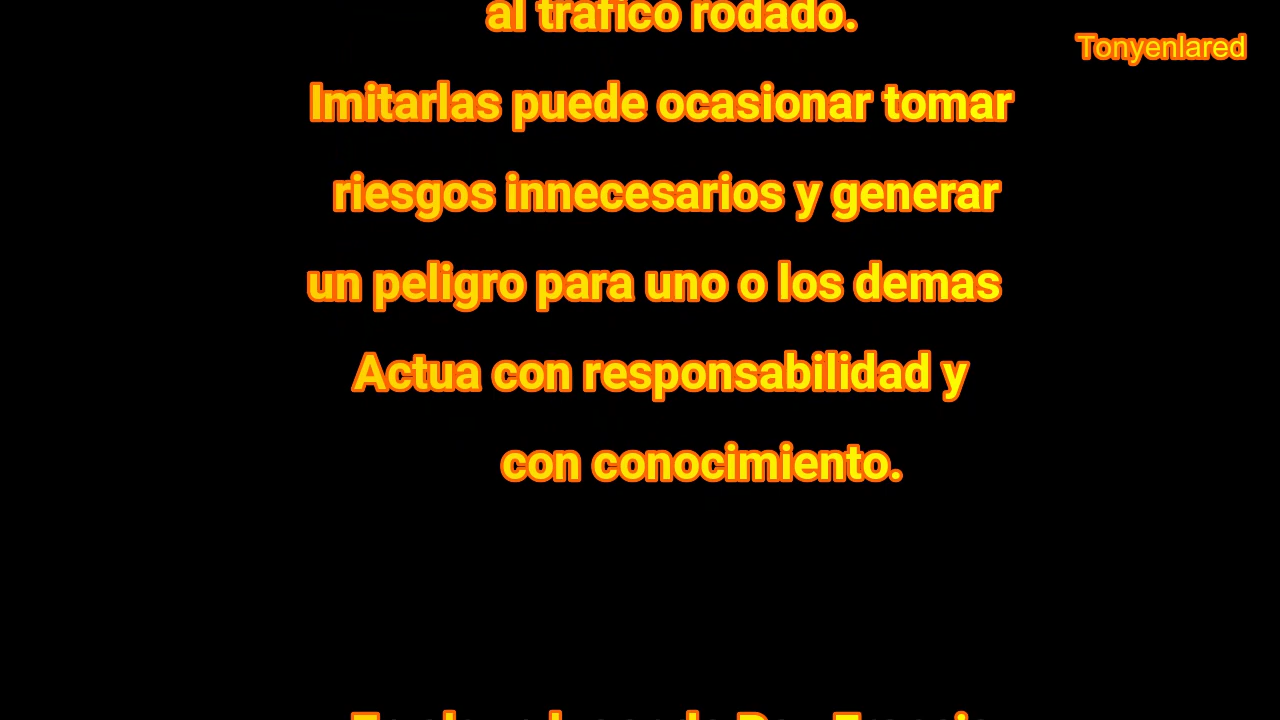 al trafico rodado.
Tonyenlared
Imitarlas puede ocasionar tomar
riesgos innecesarios y generar
un peligro para uno o los demas
Actua con responsabilidad y
con conocimiento.